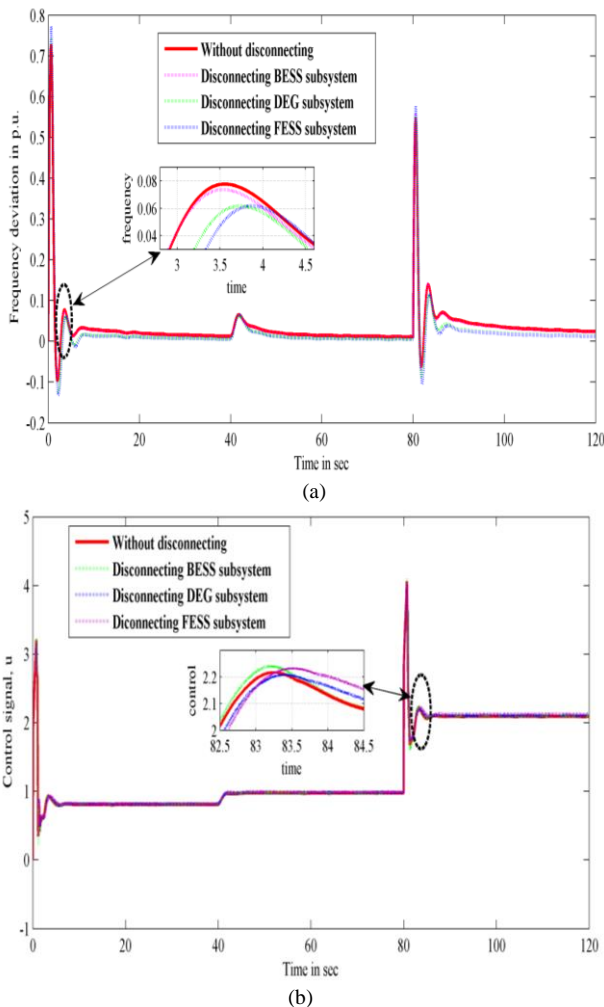 0.8
0.7
0.6
0.5
0.4
0.3
0.2
0.1
0
-0.1
0.2
Frequency deviation in p.u.
Without disconnecting
Disconnecting BESS subsystem
Disconnecting DEG subsystem
Disconnecting FESS subsystem
frequency
0.08
0.06
0.04
3 3.5 4 4.5
time
0 20 40 60 80 100 120
Time in sec
(a)
5
4
3
2
1
0
-1
Control signal, u
Without disconnecting
Disconnecting BESS subsystem
Disconnecting DEG subsystem
Diconnecting FESS subsystem
control
2.2
2.1
2
82.5 83 83.5 84 84.5
time
0 20 40 60 80 100 120
Time in sec
(b)